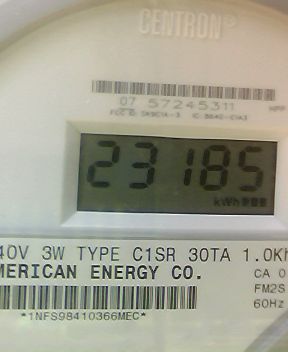 CENTRON®
07 57245311
23185
kWh
40V 3W TYPE C1SR 30TA 1.0Kh
MERICAN ENERGY CO.
CA 0
FM2S
60Hz
*1NFS98410366MEC*